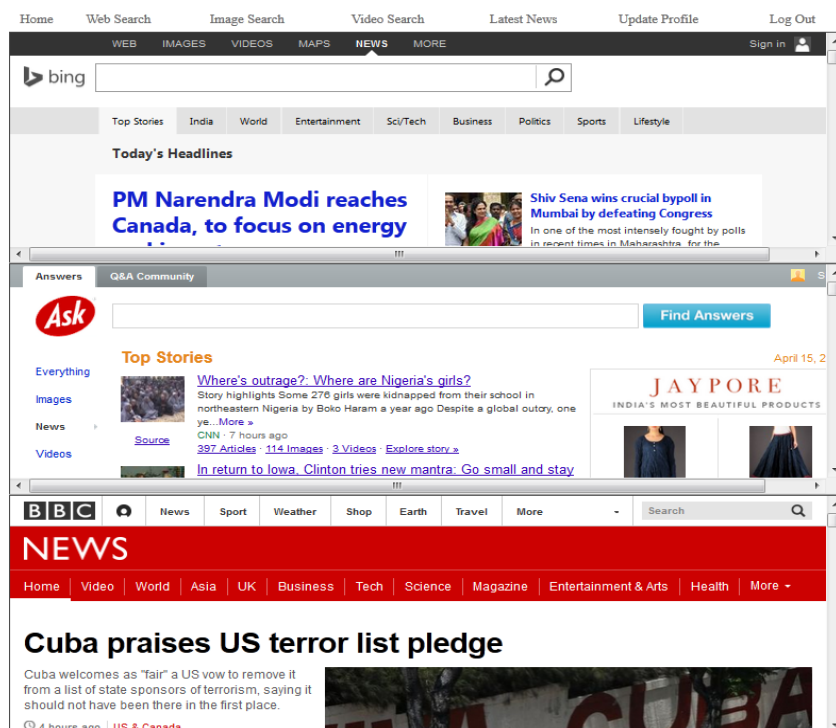 Home Web Search Image Search Video Search Latest News Update Profile Log Out
WEB IMAGES VIDEOS MAPS NEWS MORE Sign in
bing
Top Stories India World Entertainment Sci/Tech Business Politics Sports Lifestyle
Today's Headlines
PM Narendra Modi reaches
Canada, to focus on energy
Shiv Sena wins crucial bypoll in
Mumbai by defeating Congress
In one of the most intensely fought by polls
in recent times in Maharashtra, for the
Answers Q&A Community S
Ask Find Answers
Top Stories April 15, 2
Everything
Images
News
Videos
Where's outrage?: Where are Nigeria's girls?
Story highlights Some 276 girls were kidnapped from their school in
northeastern Nigeria by Boko Haram a year ago Despite a global outcry, one
ye...More »
Source
CNN · 7 hours ago
397 Articles · 114 Images · 3 Videos · Explore story »
In return to Iowa, Clinton tries new mantra: Go small and stay
JAYPORE
INDIA'S MOST BEAUTIFUL PRODUCTS
BBC News Sport Weather Shop Earth Travel More Search
NEWS
Home Video World Asia UK Business Tech Science Magazine Entertainment & Arts Health More
Cuba praises US terror list pledge
Cuba welcomes as "fair" a US vow to remove it
from a list of state sponsors of terrorism, saying it
should not have been there in the first place.
4 hours ago US & Canada
CUBA